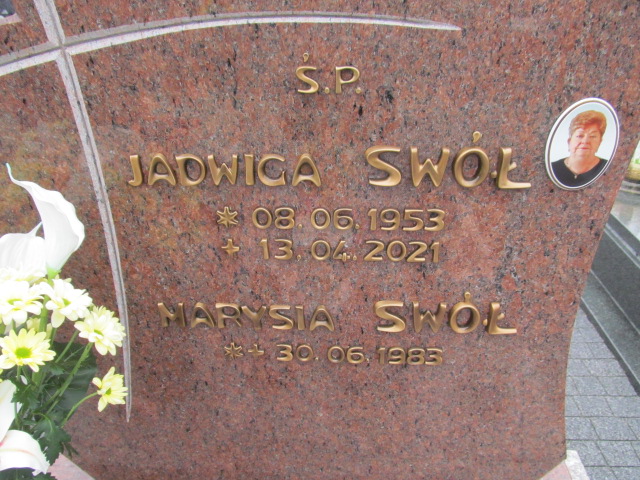 Ś.P.
JADWIGA SWÓŁ
* 08.06.1953
+ 13.04.2021
MARYSIA SWÓŁ
*+ 30.06.1983